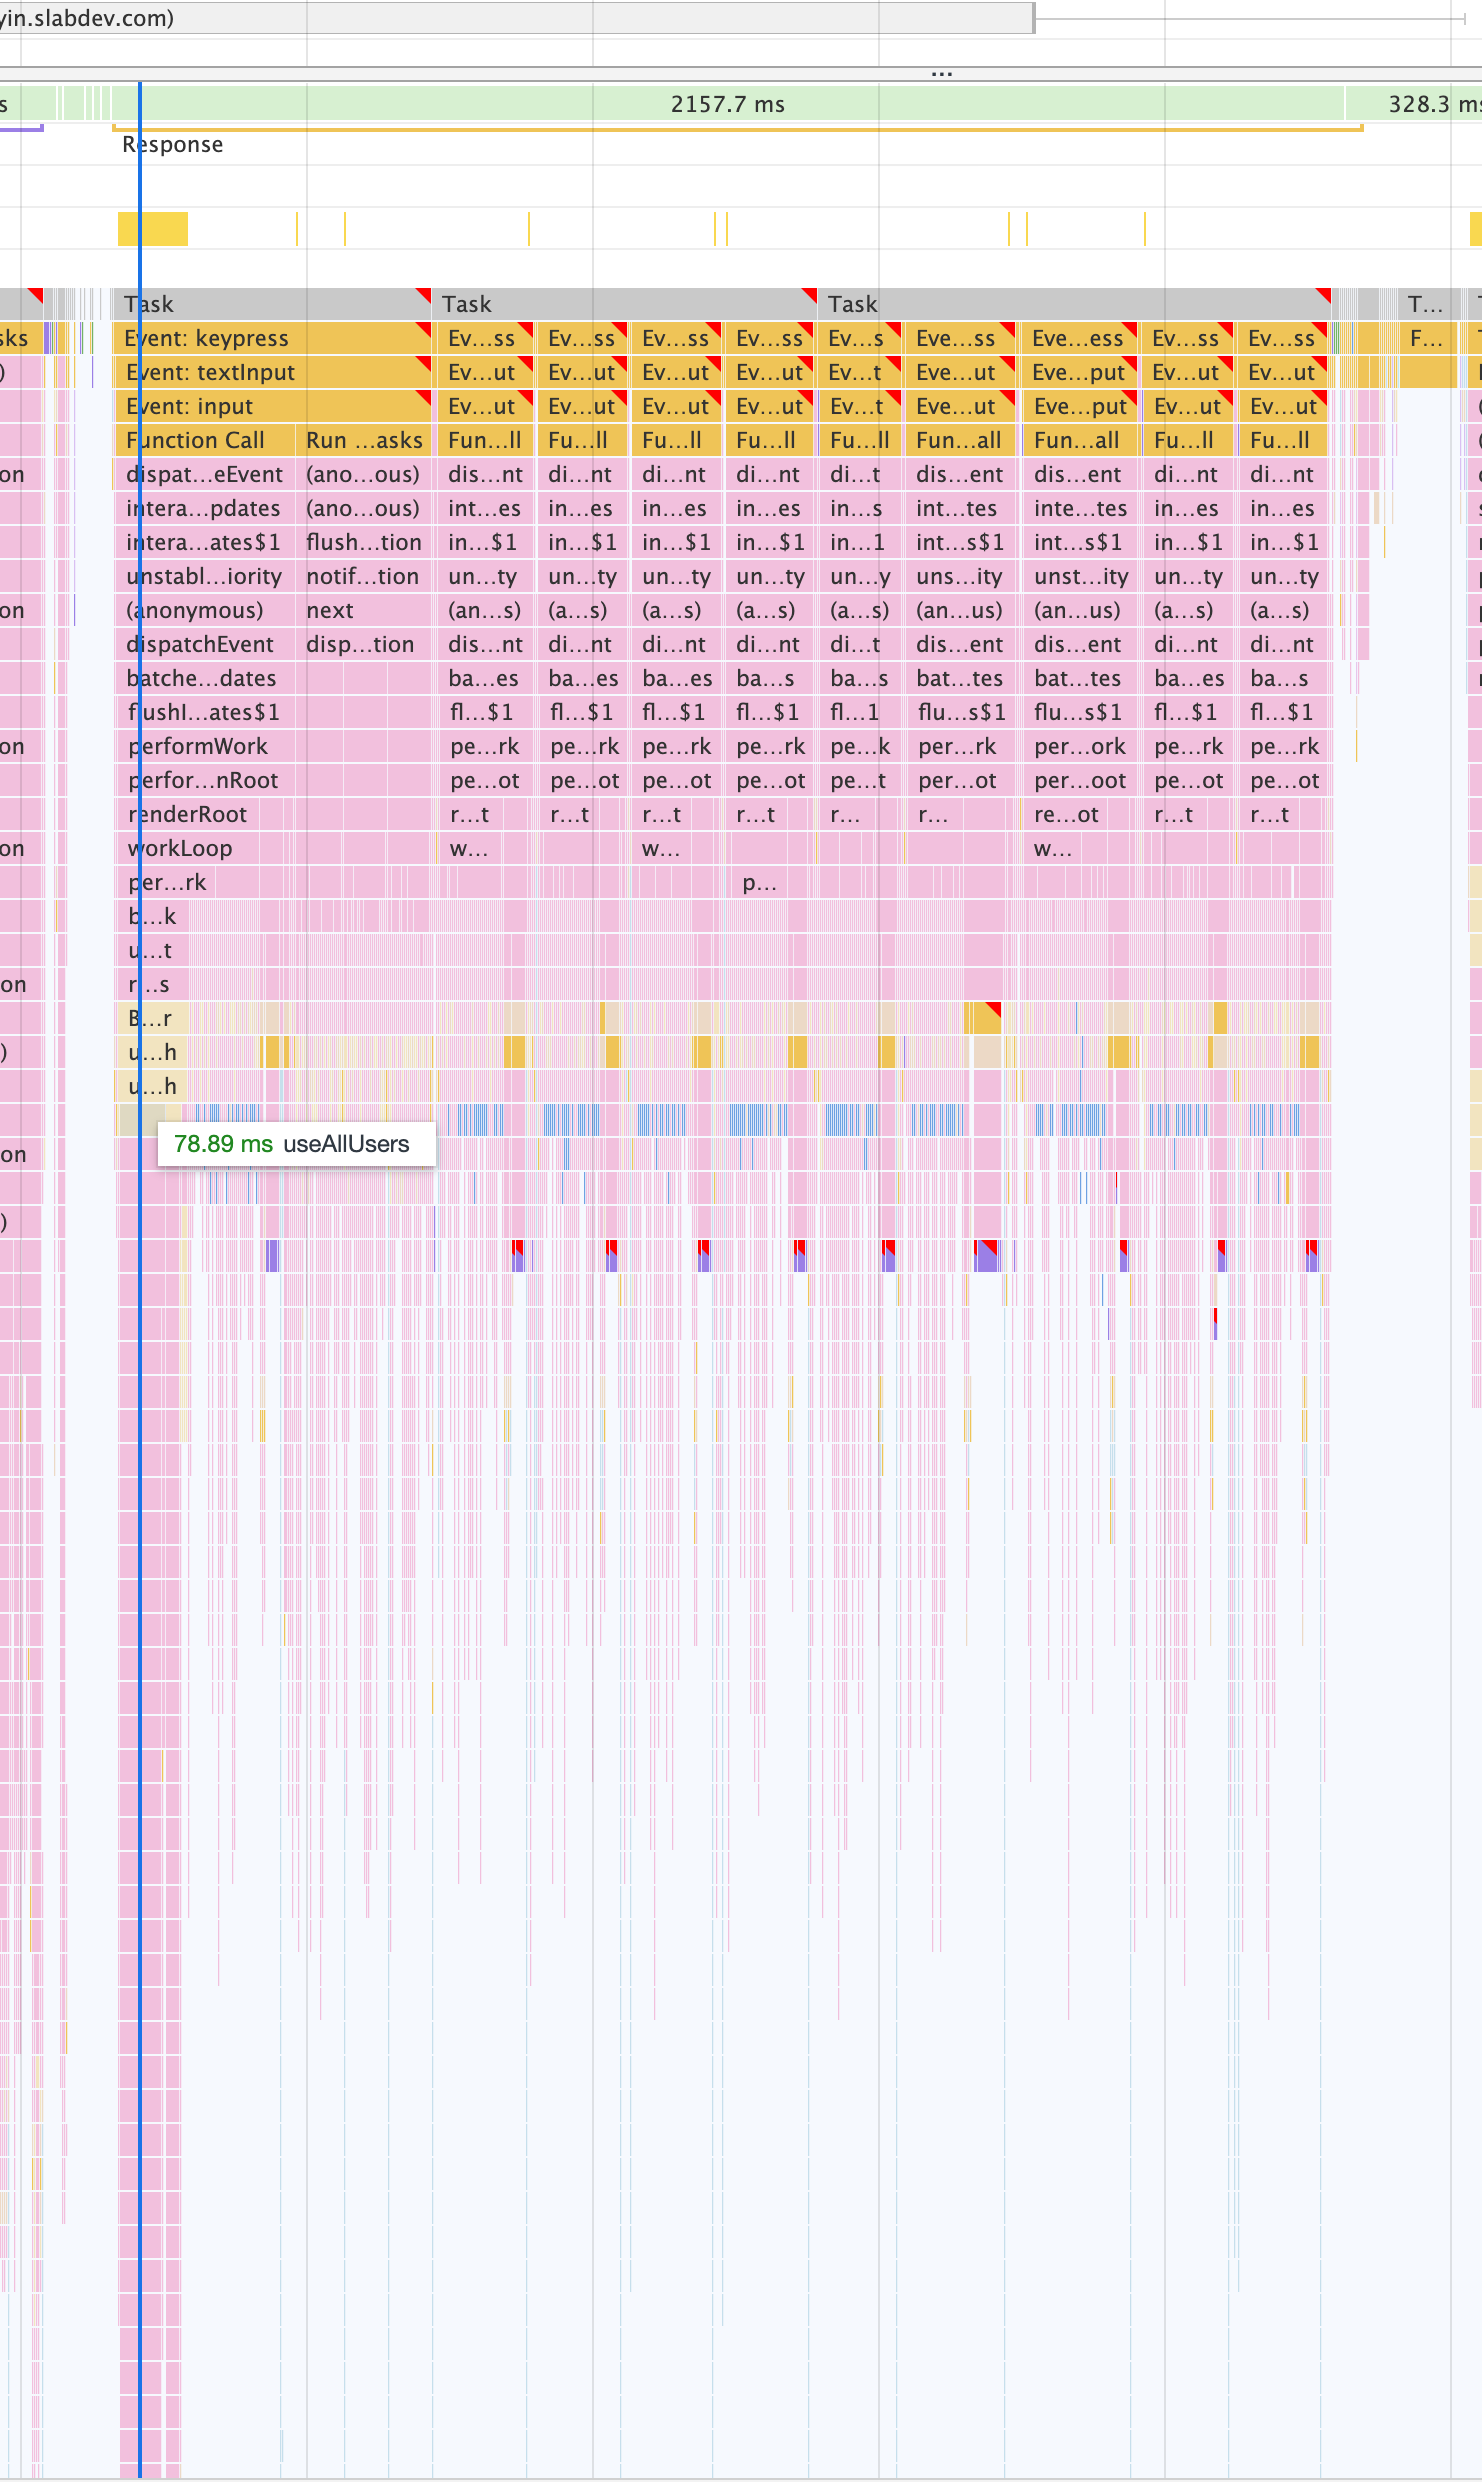 yin.slabdev.com)
...
s 2157.7 ms 328.3 ms
Response
Task Task Task T...
sks Event: keypress Ev...ss Ev...ss Ev...ss Ev...ss Ev...s Eve...ss Eve...ess Ev...ss Ev...ss F...
) Event: textInput Ev...ut Ev...ut Ev...ut Ev...ut Ev...t Eve...ut Eve...put Ev...ut Ev...ut
Event: input Ev...ut Ev...ut Ev...ut Ev...ut Ev...t Eve...ut Eve...put Ev...ut Ev...ut
Function Call Run ...asks Fun...ll Fu...ll Fu...ll Fu...ll Fu...ll Fun...all Fun...all Fu...ll Fu...ll
on dispat...eEvent (ano...ous) dis...nt di...nt di...nt di...nt di...t dis...ent dis...ent di...nt di...nt
intera...pdates (ano...ous) int...es in...es in...es in...es in...s int...tes inte...tes in...es in...es
intera...ates$1 flush...tion in...$1 in...$1 in...$1 in...$1 in...1 int...s$1 int...s$1 in...$1 in...$1
unstabl...iority notif...tion un...ty un...ty un...ty un...ty un...y uns...ity unst...ity un...ty un...ty
on (anonymous) next (an...s) (a...s) (a...s) (a...s) (a...s) (an...us) (an...us) (a...s) (a...s)
dispatchEvent disp...tion dis...nt di...nt di...nt di...nt di...t dis...ent dis...ent di...nt di...nt
batche...dates ba...es ba...es ba...es ba...s ba...s bat...tes bat...tes ba...es ba...s
flushI...ates$1 fl...$1 fl...$1 fl...$1 fl...$1 fl...1 flu...s$1 flu...s$1 fl...$1 fl...$1
on performWork pe...rk pe...rk pe...rk pe...rk pe...k per...rk per...ork pe...rk pe...rk
perfor...nRoot pe...ot pe...ot pe...ot pe...ot pe...t per...ot per...oot pe...ot pe...ot
renderRoot r...t r...t r...t r...t r... r... re...ot r...t r...t
on workLoop w... w... w...
per...rk p...
b...k
u...t
on r...s
B...r
) u...h
u...h
on 78.89 ms useAllUsers
)